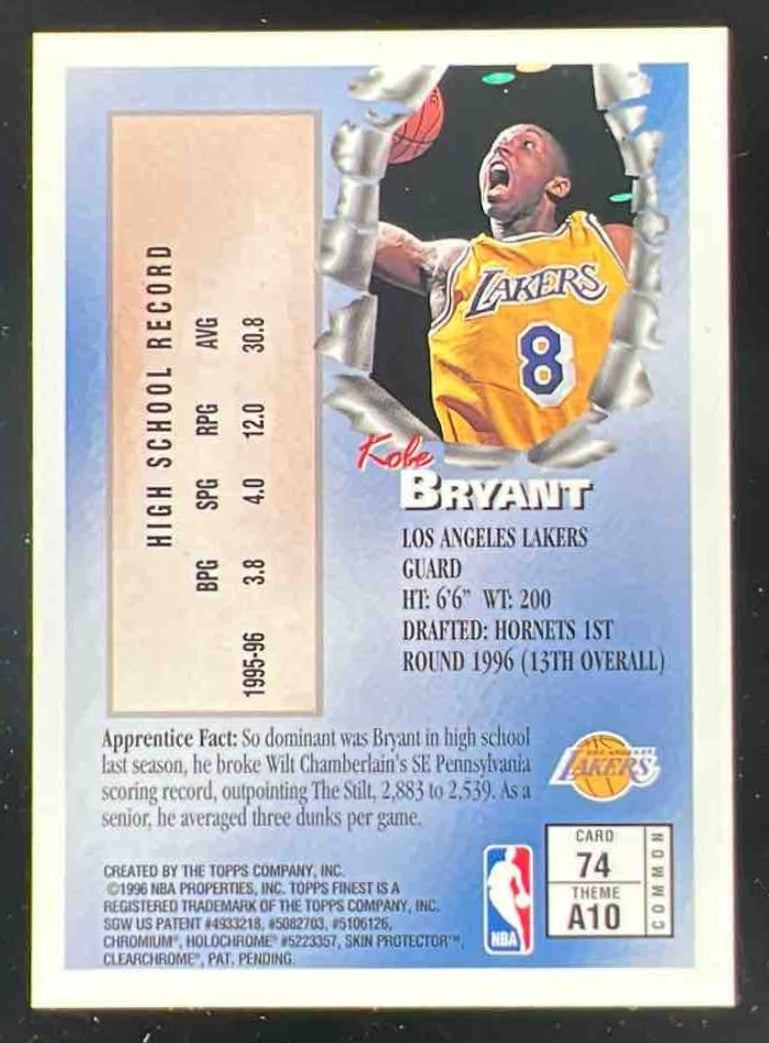 LAKERS
8
Kobe
BRYANT
LOS ANGELES LAKERS
GUARD
HT: 6'6" WT: 200
DRAFTED: HORNETS 1ST
ROUND 1996 (13TH OVERALL)
HIGH SCHOOL RECORD
BPG SPG RPG AVG
1995-96 3.8 4.0 12.0 30.8
Apprentice Fact: So dominant was Bryant in high school
last season, he broke Wilt Chamberlain's SE Pennsylvania
scoring record, outpointing The Stilt, 2,883 to 2,539. As a
senior, he averaged three dunks per game.
LOS ANGELES
LAKERS
CARD
74
THEME
A10
COMMON
NBA
CREATED BY THE TOPPS COMPANY, INC.
©1996 NBA PROPERTIES, INC. TOPPS FINEST IS A
REGISTERED TRADEMARK OF THE TOPPS COMPANY, INC.
SGW US PATENT #4933218, #5082703, #5106126,
CHROMIUM®, HOLOCHROME® #5223357, SKIN PROTECTOR™,
CLEARCHROME®, PAT. PENDING.